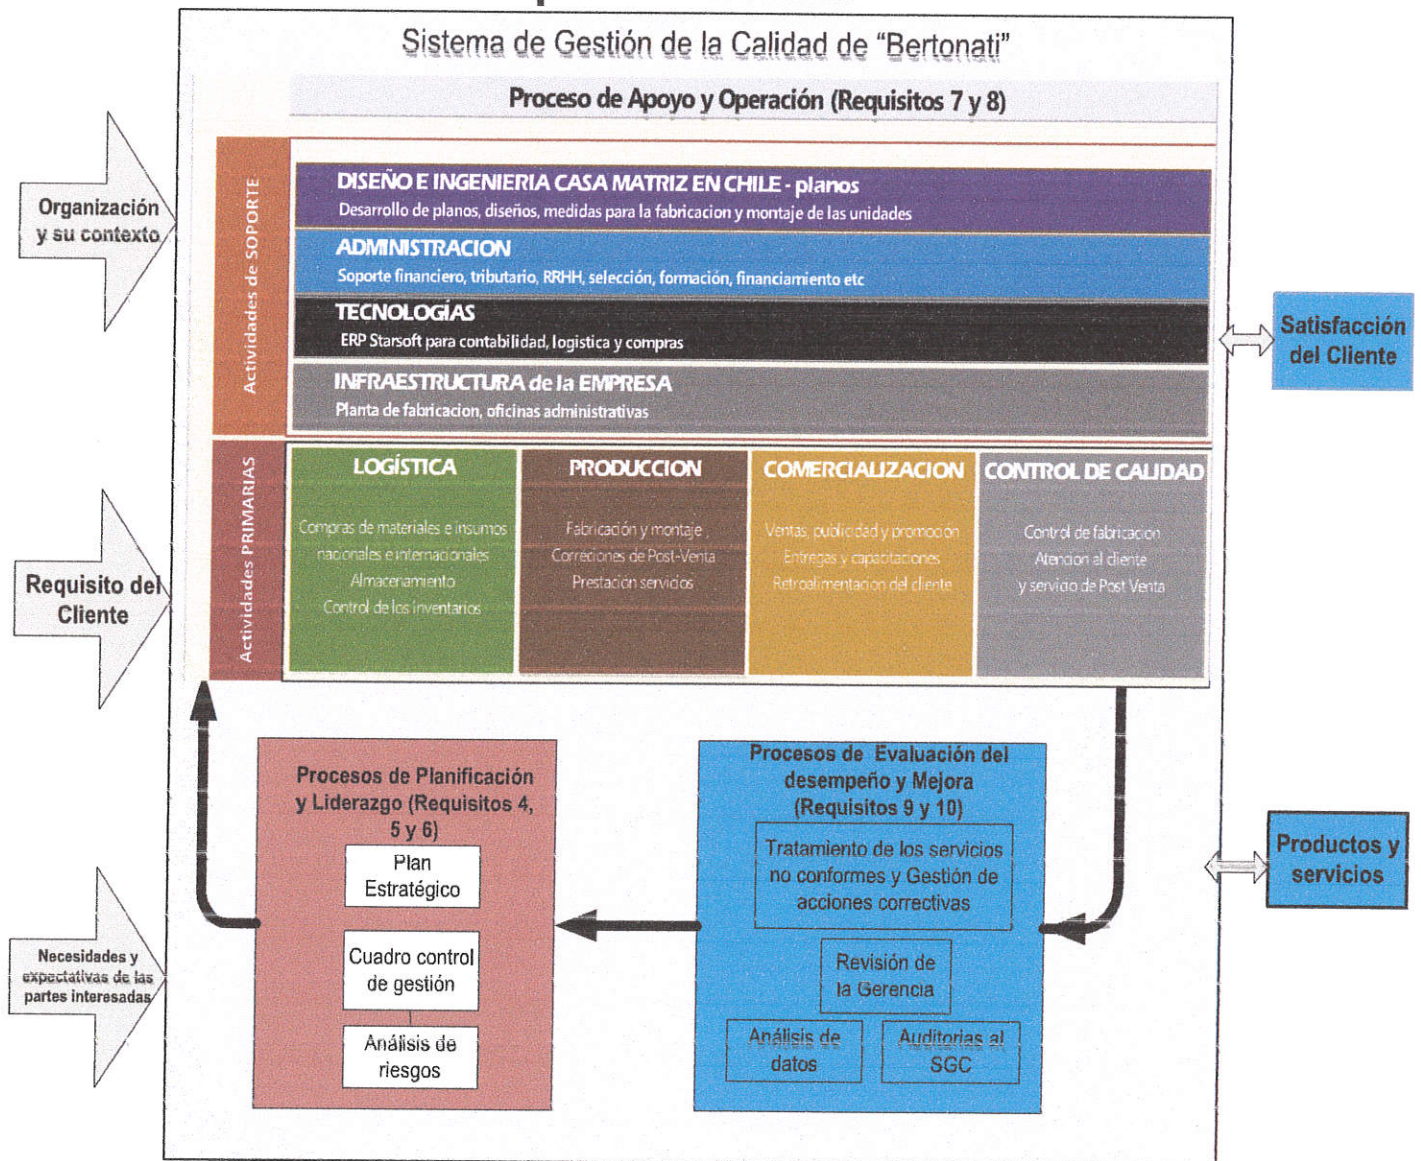 Sistema de Gestión de la Calidad de "Bertonati"
Proceso de Apoyo y Operación (Requisitos 7 y 8)
Organización
y su contexto
Actividades de SOPORTE
DISEÑO E INGENIERIA CASA MATRIZ EN CHILE - planos
Desarrollo de planos, diseños, medidas para la fabricacion y montaje de las unidades
ADMINISTRACION
Soporte financiero, tributario, RRHH, selección, formación, financiamiento etc
TECNOLOGÍAS
ERP Starsoft para contabilidad, logistica y compras
INFRAESTRUCTURA de la EMPRESA
Planta de fabricacion, oficinas administrativas
Satisfacción
del Cliente
Requisito del
Cliente
Actividades PRIMARIAS
LOGÍSTICA
Compras de materiales e insumos
nacionales e internacionales
Almacenamiento
Control de los inventarios
PRODUCCION
Fabricación y montaje
Correciones de Post-Venta
Prestación servicios
COMERCIALIZACION
Ventas, publicidad y promoción
Entregas y capacitaciones
Retroalimentacion del cliente
CONTROL DE CALIDAD
Control de fabricacion
Atencion al cliente
y servicio de Post Venta
Necesidades y
expectativas de las
partes interesadas
Procesos de Planificación
y Liderazgo (Requisitos 4,
5 y 6)
Plan
Estratégico
Cuadro control
de gestión
Análisis de
riesgos
Procesos de Evaluación del
desempeño y Mejora
(Requisitos 9 y 10)
Tratamiento de los servicios
no conformes y Gestión de
acciones correctivas
Revisión de
la Gerencia
Análisis de
datos
Auditorias al
SGC
Productos y
servicios